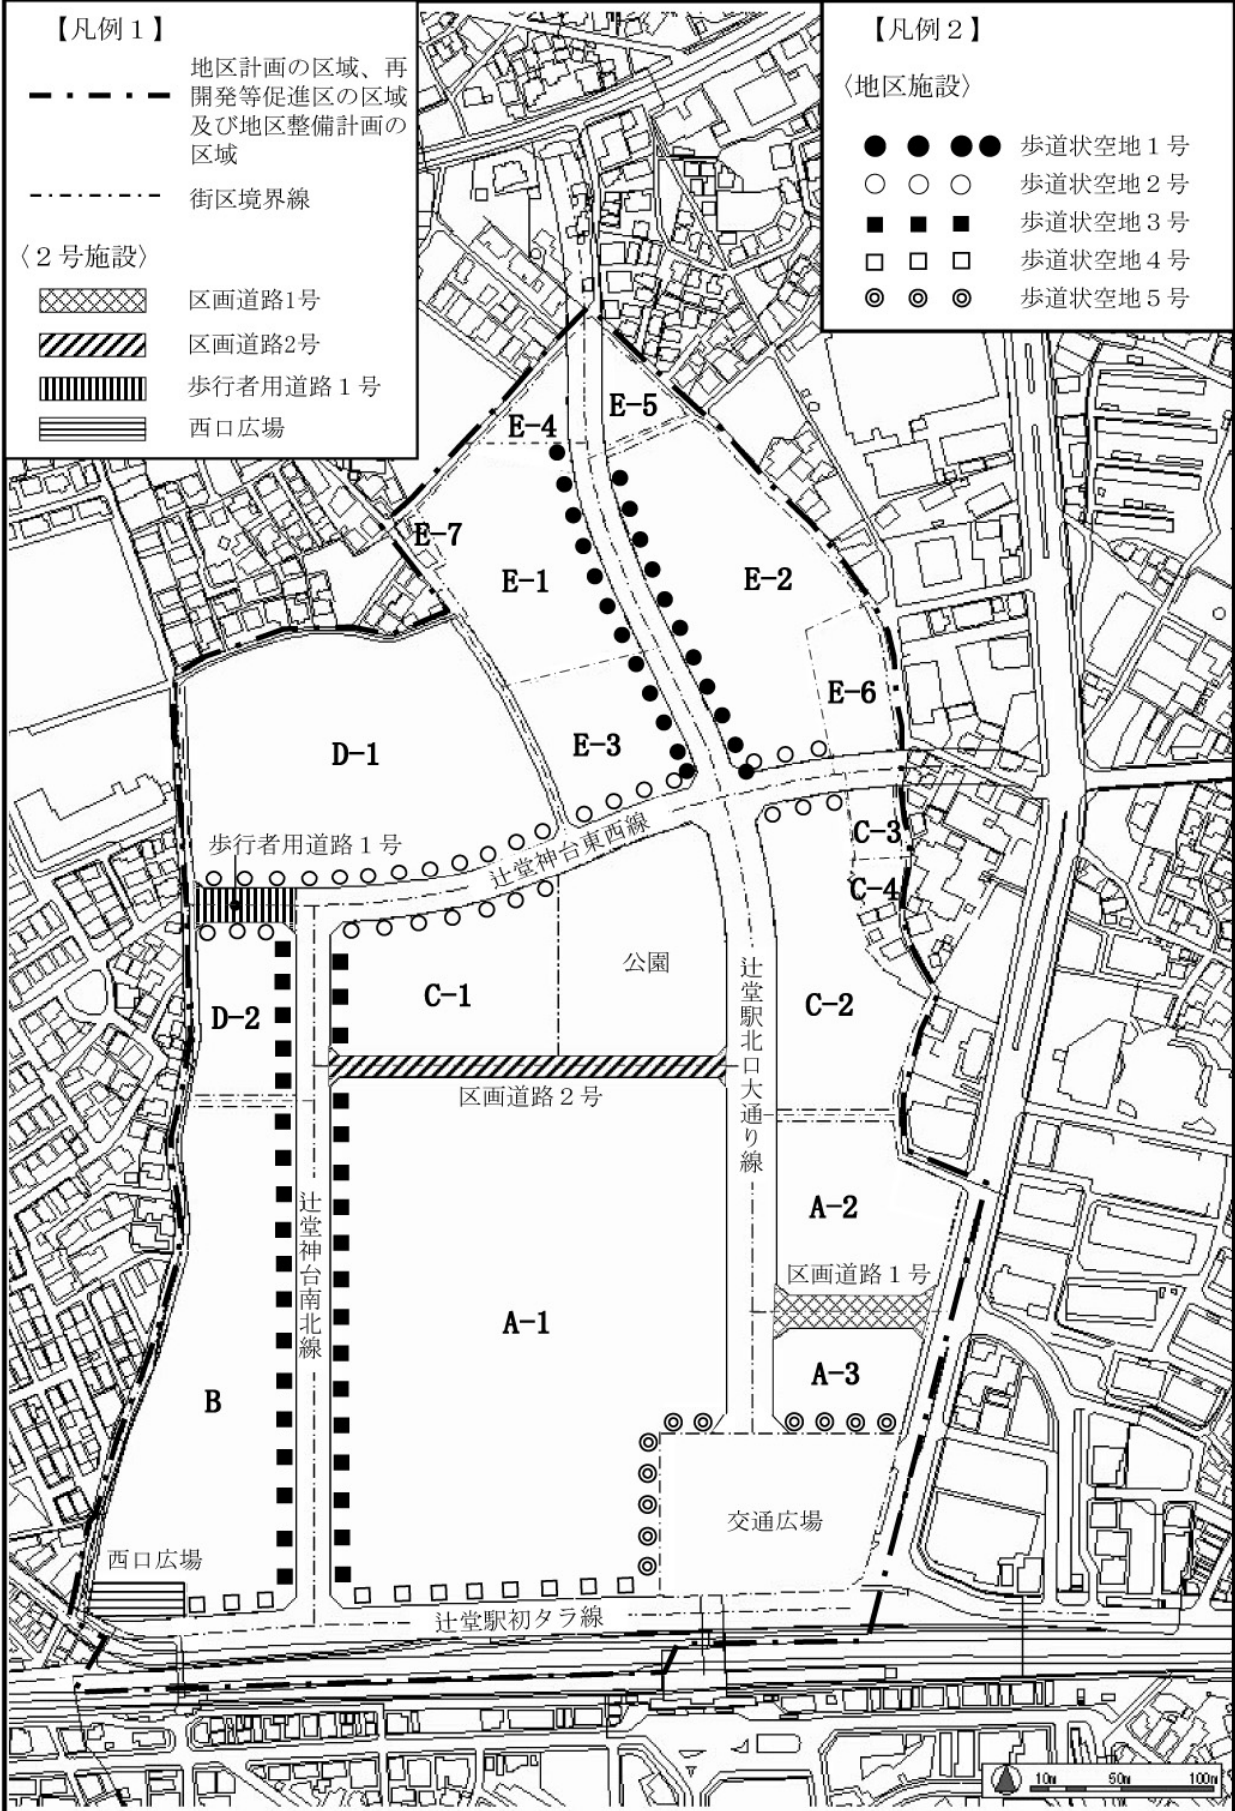 【凡例１】
地区計画の区域、再
開発等促進区の区域
及び地区整備計画の
区域
街区境界線
〈２号施設〉
区画道路1号
区画道路2号
歩行者用道路１号
西口広場
【凡例２】
〈地区施設〉
歩道状空地１号
歩道状空地２号
歩道状空地３号
歩道状空地４号
歩道状空地５号
E-5
E-4
E-7
E-1
E-2
E-6
E-3
D-1
C-3
歩行者用道路１号
辻堂神台東西線
C-4
公園
C-1
C-2
D-2
辻堂駅北口大通り線
区画道路２号
A-2
辻堂神台南北線
区画道路１号
A-1
A-3
B
交通広場
西口広場
辻堂駅初タラ線
10m 50m 100m